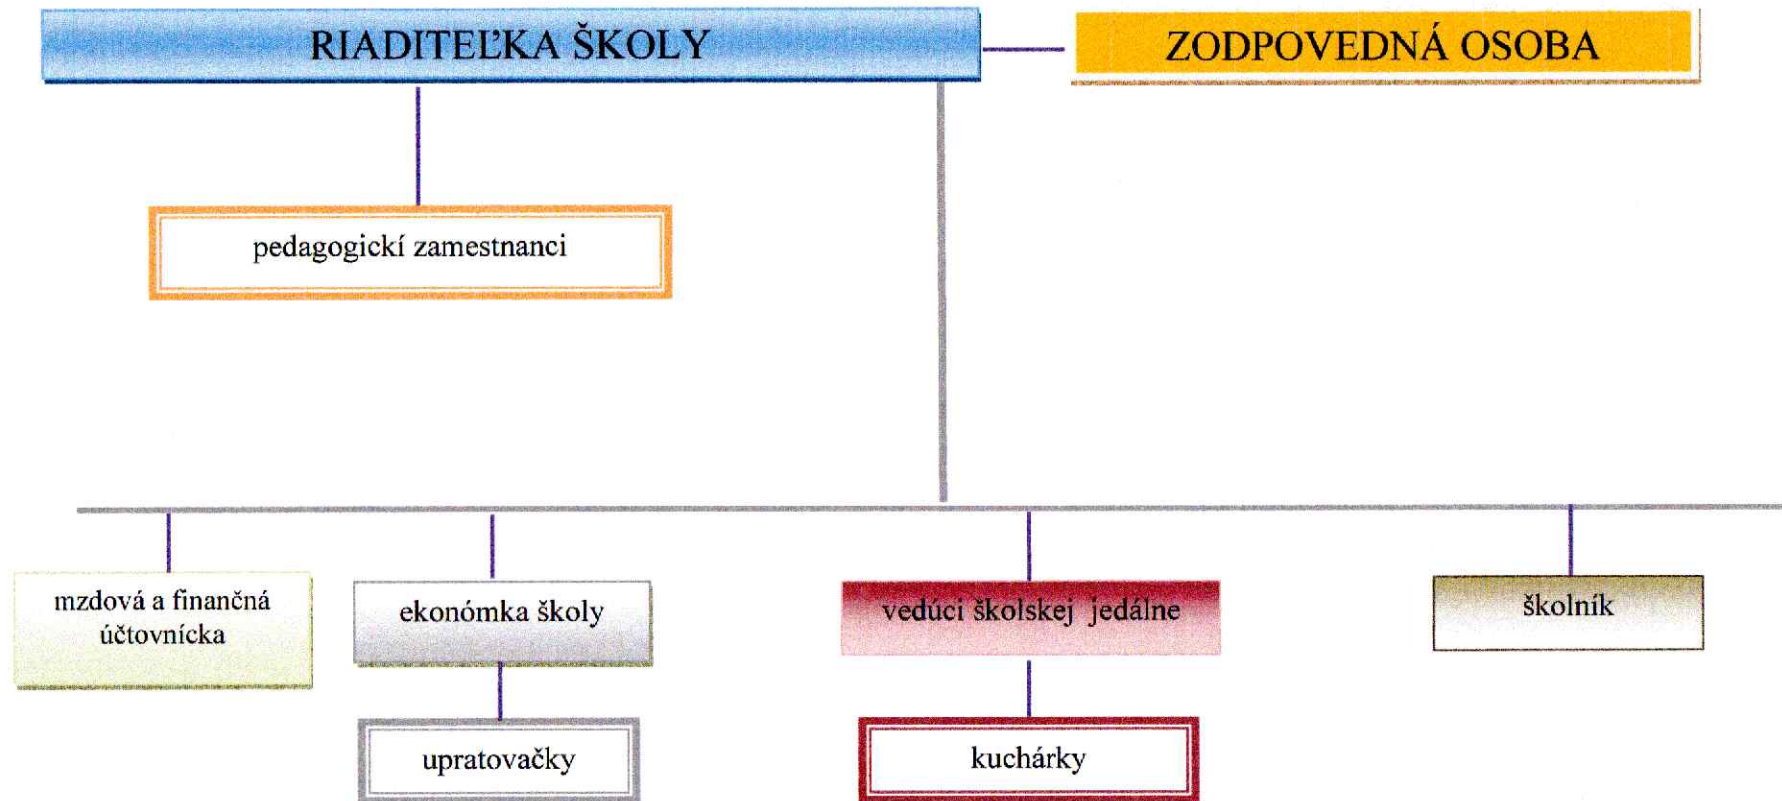 RIADITEĽKA ŠKOLY
ZODPOVEDNÁ OSOBA
pedagogickí zamestnanci
mzdová a finančná
účtovnícka
ekonómka školy
vedúci školskej jedálne
školník
upratovačky
kuchárky